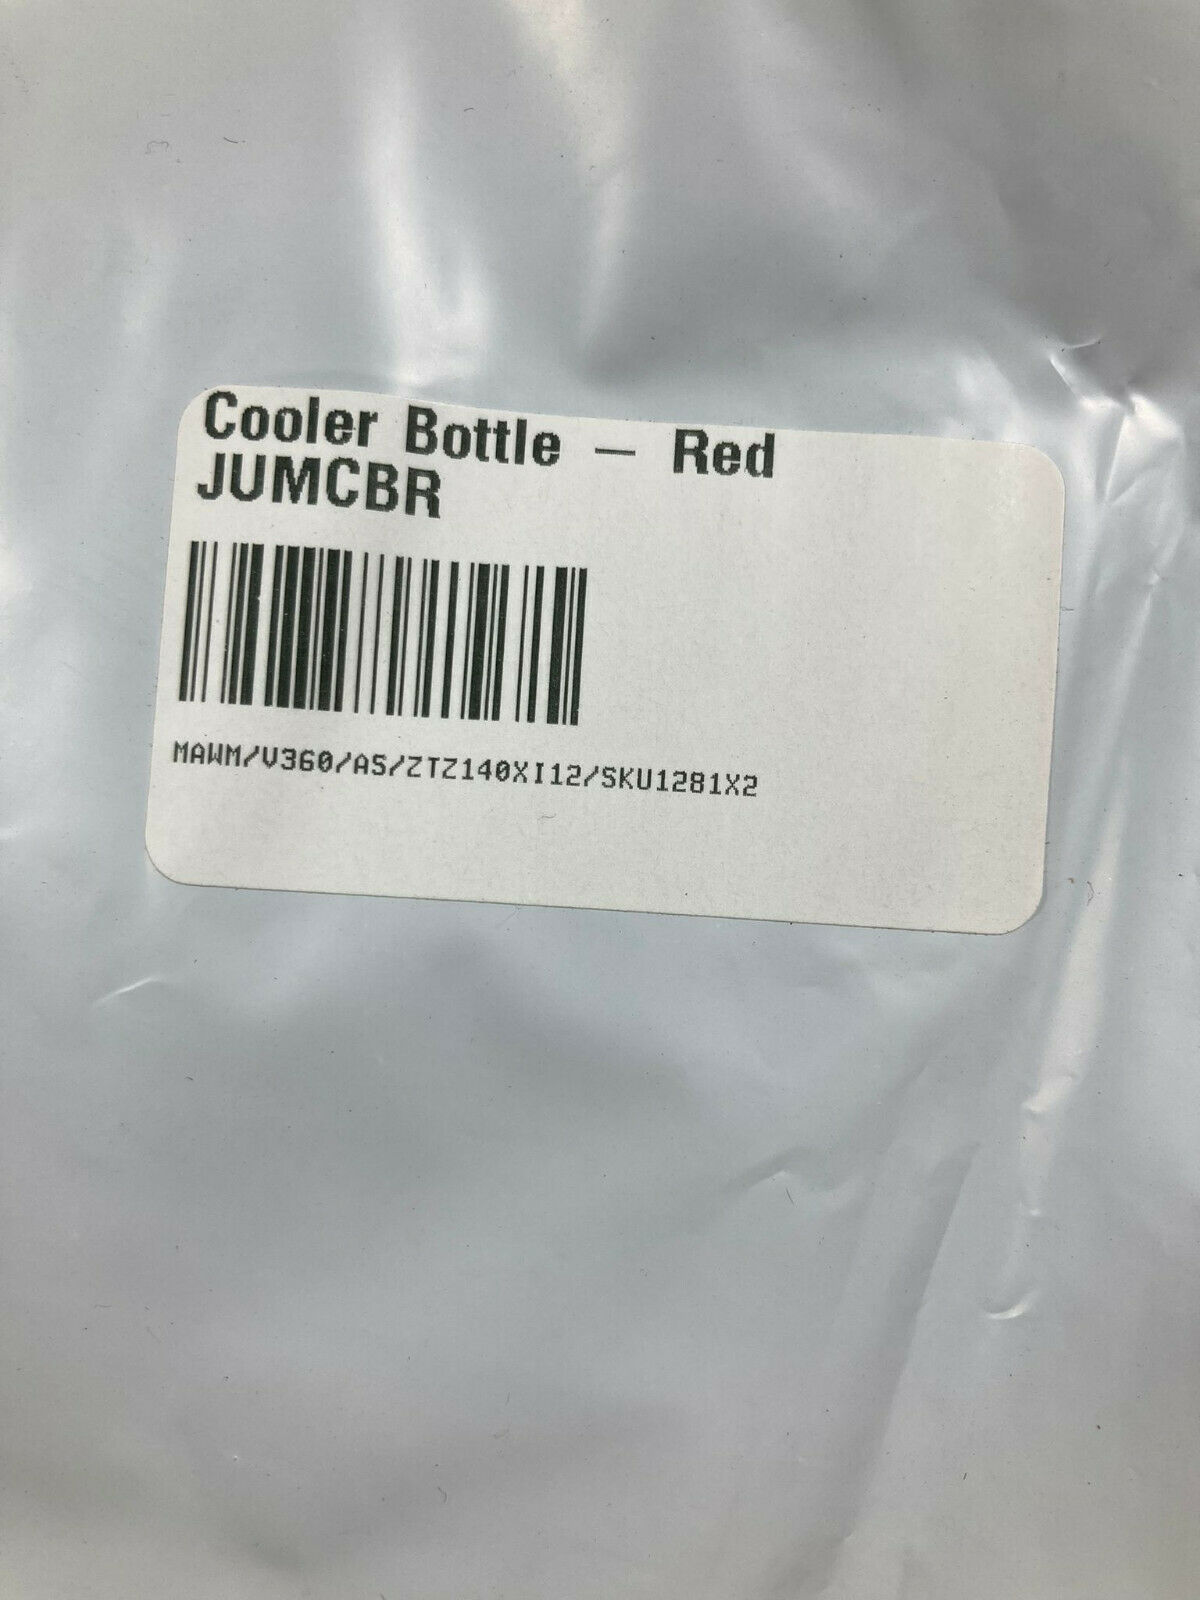 Cooler Bottle – Red
JUMCBR
MAWM/V360/A5/ZTZ140XI12/SKU1281X2